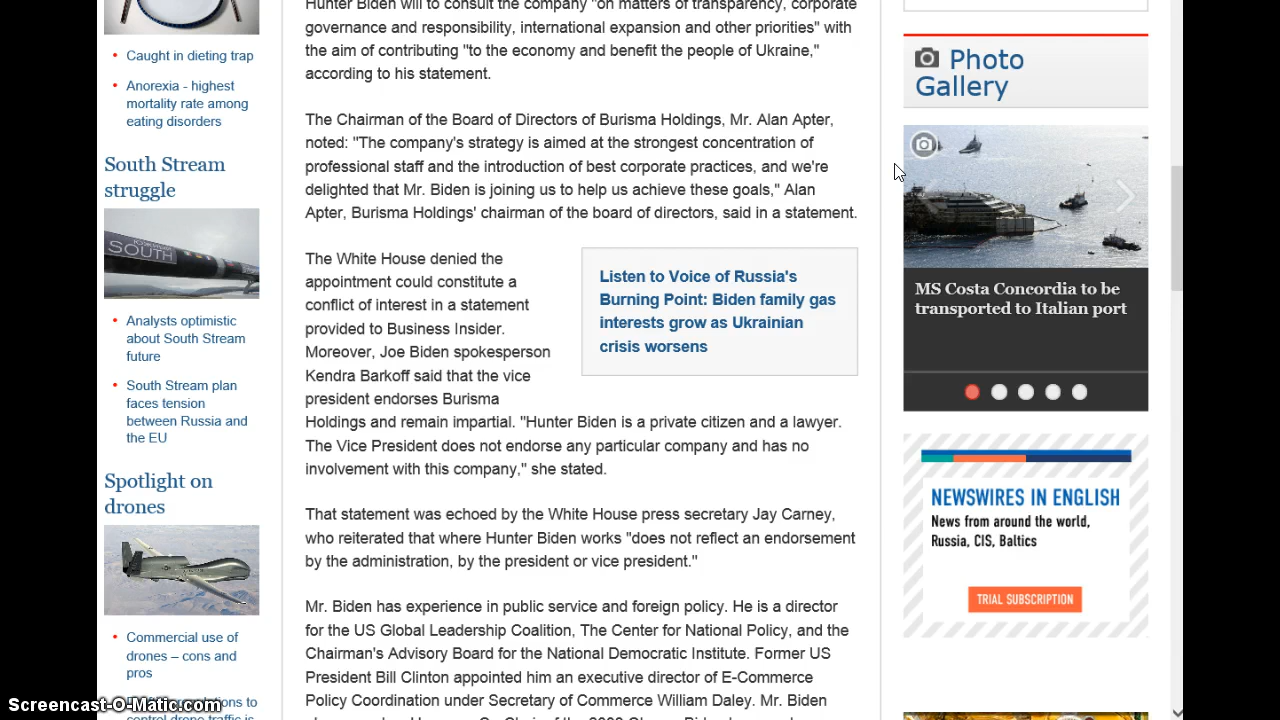 Caught in dieting trap
Anorexia - highest
mortality rate among
eating disorders
South Stream
struggle
SOUTH
Analysts optimistic
about South Stream
future
South Stream plan
faces tension
between Russia and
the EU
Spotlight on
drones
Commercial use of
drones – cons and
pros
Hunter Biden will to consult the company "on matters of transparency, corporate
governance and responsibility, international expansion and other priorities" with
the aim of contributing "to the economy and benefit the people of Ukraine,"
according to his statement.
The Chairman of the Board of Directors of Burisma Holdings, Mr. Alan Apter,
noted: "The company's strategy is aimed at the strongest concentration of
professional staff and the introduction of best corporate practices, and we're
delighted that Mr. Biden is joining us to help us achieve these goals," Alan
Apter, Burisma Holdings' chairman of the board of directors, said in a statement.
The White House denied the
appointment could constitute a
conflict of interest in a statement
provided to Business Insider.
Moreover, Joe Biden spokesperson
Kendra Barkoff said that the vice
president endorses Burisma
Holdings and remain impartial. "Hunter Biden is a private citizen and a lawyer.
The Vice President does not endorse any particular company and has no
involvement with this company," she stated.
Listen to Voice of Russia's
Burning Point: Biden family gas
interests grow as Ukrainian
crisis worsens
That statement was echoed by the White House press secretary Jay Carney,
who reiterated that where Hunter Biden works "does not reflect an endorsement
by the administration, by the president or vice president."
Mr. Biden has experience in public service and foreign policy. He is a director
for the US Global Leadership Coalition, The Center for National Policy, and the
Chairman's Advisory Board for the National Democratic Institute. Former US
President Bill Clinton appointed him an executive director of E-Commerce
Policy Coordination under Secretary of Commerce William Daley. Mr. Biden
Photo
Gallery
MS Costa Concordia to be
transported to Italian port
NEWSWIRES IN ENGLISH
News from around the world,
Russia, CIS, Baltics
TRIAL SUBSCRIPTION
Screencast-O-Matic.com